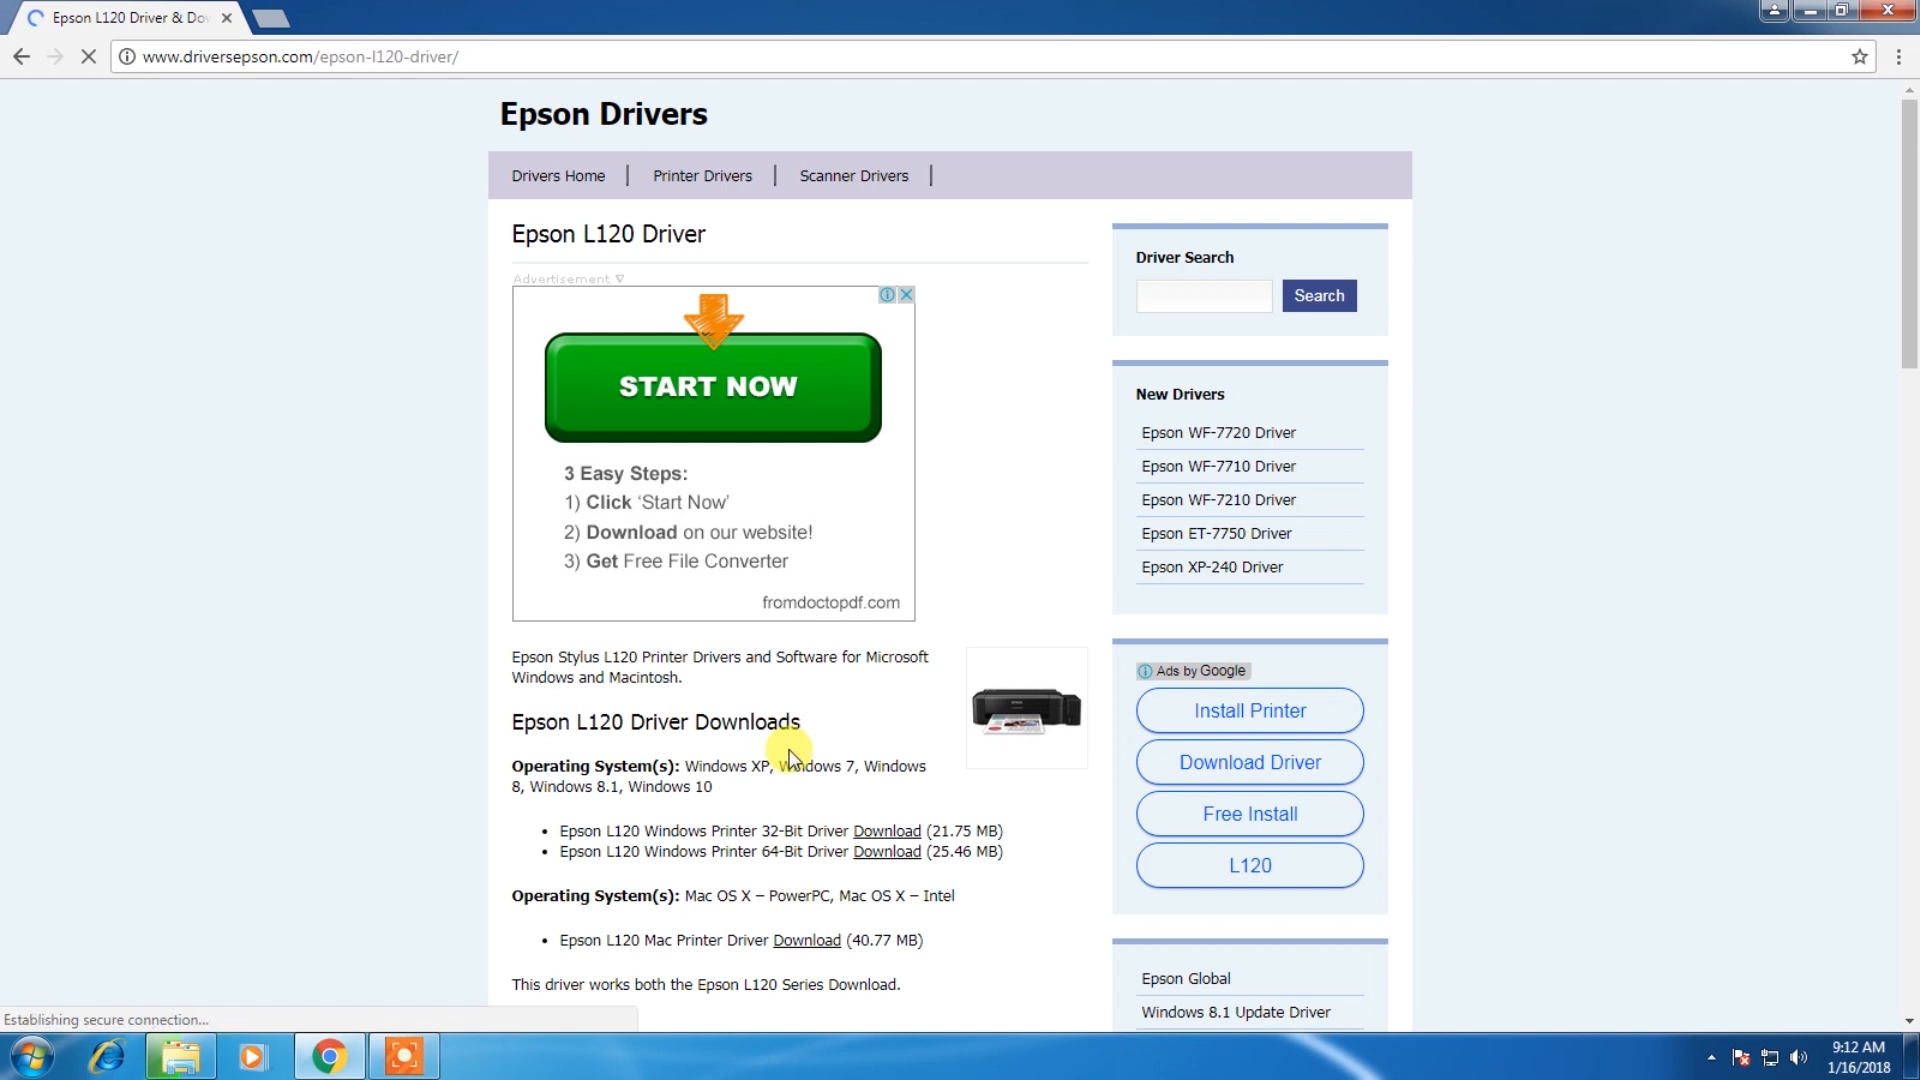 Epson L120 Driver & Do
www.driversepson.com/epson-l120-driver/
Epson Drivers
Drivers Home
Printer Drivers
Scanner Drivers
Epson L120 Driver
Advertisement
START NOW
3 Easy Steps:
1) Click ‘Start Now’
2) Download on our website!
3) Get Free File Converter
fromdoctopdf.com
Epson Stylus L120 Printer Drivers and Software for Microsoft
Windows and Macintosh.
Epson L120 Driver Downloads
Operating System(s): Windows XP, Windows 7, Windows
8, Windows 8.1, Windows 10
• Epson L120 Windows Printer 32-Bit Driver Download (21.75 MB)
• Epson L120 Windows Printer 64-Bit Driver Download (25.46 MB)
Operating System(s): Mac OS X – PowerPC, Mac OS X – Intel
• Epson L120 Mac Printer Driver Download (40.77 MB)
This driver works both the Epson L120 Series Download.
Driver Search
Search
New Drivers
Epson WF-7720 Driver
Epson WF-7710 Driver
Epson WF-7210 Driver
Epson ET-7750 Driver
Epson XP-240 Driver
Ads by Google
Install Printer
Download Driver
Free Install
L120
Epson Global
Windows 8.1 Update Driver
Establishing secure connection...
9:12 AM
1/16/2018